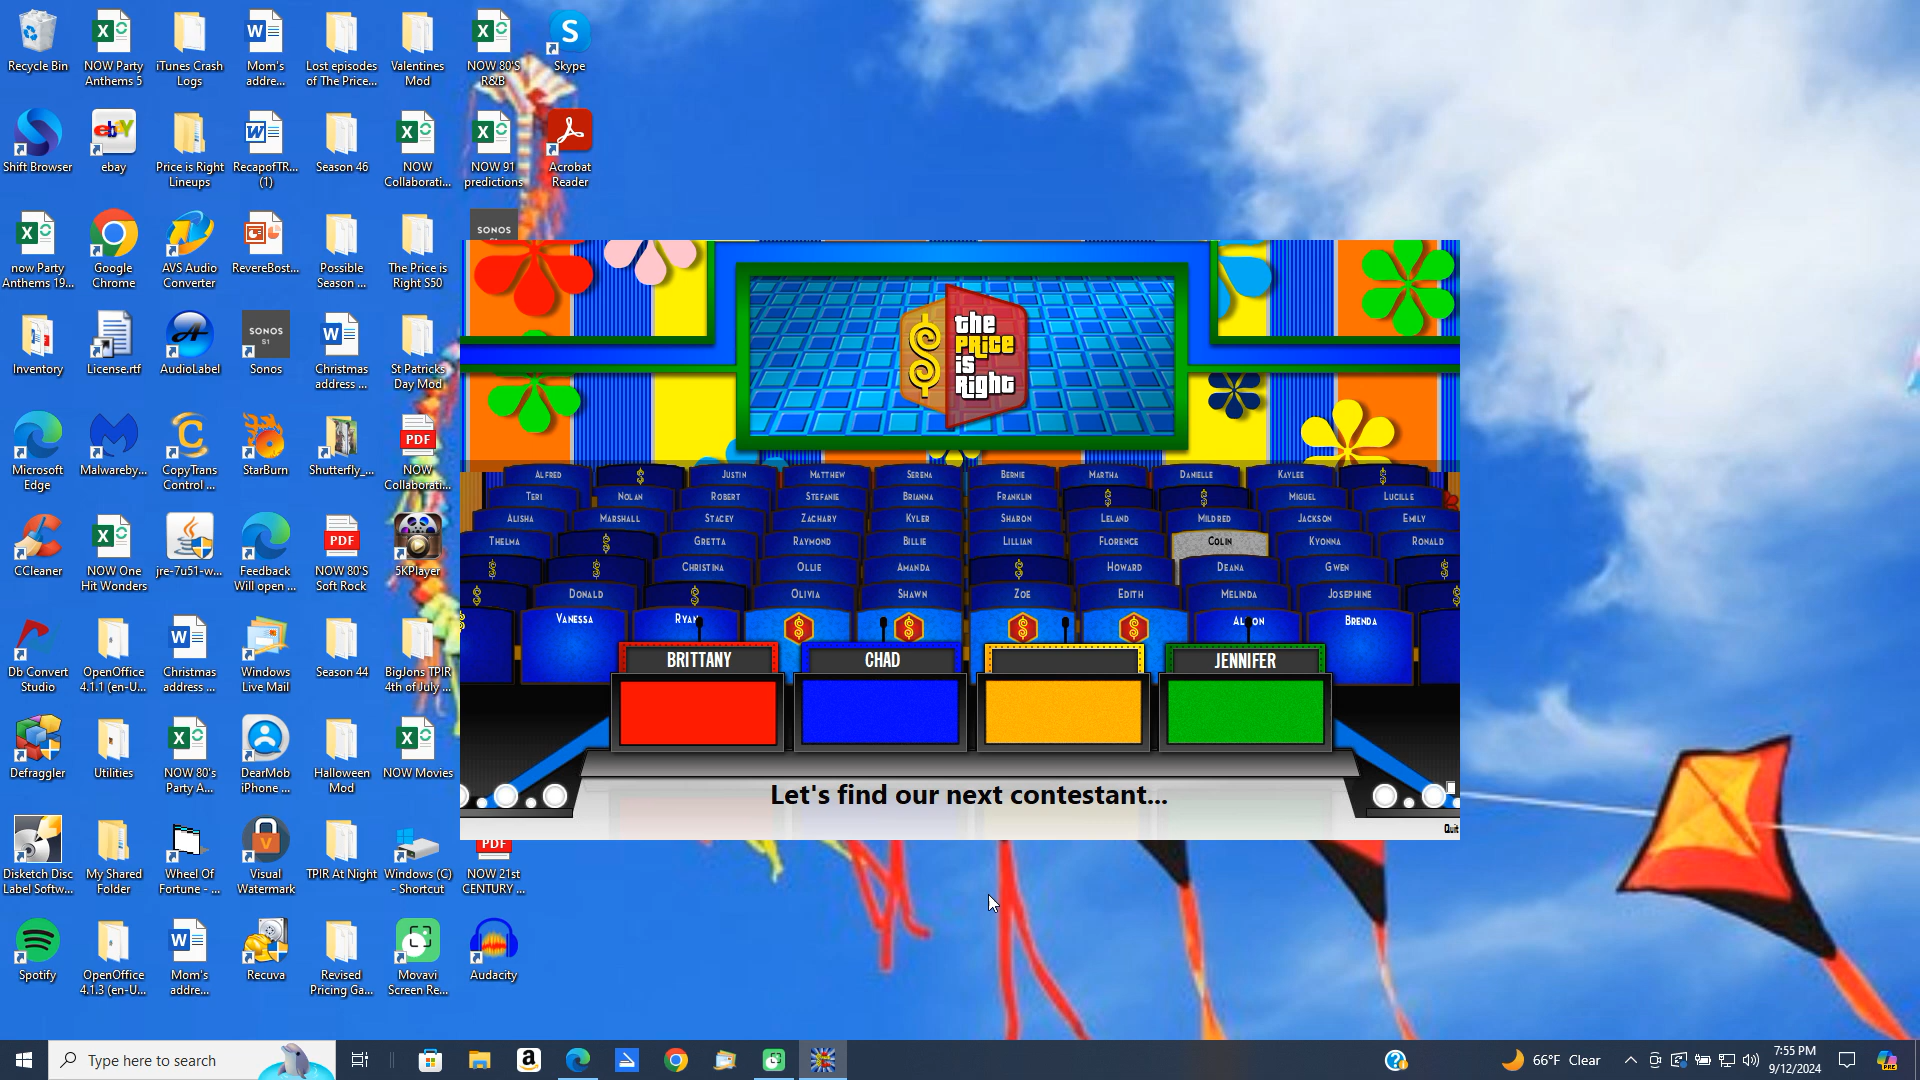 Recycle Bin
NOW Party
Anthems 5
iTunes Crash
Logs
Mom's
addre...
Lost episodes
of The Price...
Valentines
Mod
NOW 80'S
R&B
Skype
Shift Browser
ebay
Price is Right
Lineups
RecapofTR...
(1)
Season 46
NOW
Collaborati...
NOW 91
predictions
Acrobat
Reader
now Party
Anthems 19...
Google
Chrome
AVS Audio
Converter
RevereBost...
Possible
Season ...
The Price is
Right S50
SONOS
Inventory
License.rtf
AudioLabel
SONOS
S1
Sonos
Christmas
address ...
St Patricks
Day Mod
Microsoft
Edge
Malwareby...
CopyTrans
Control ...
StarBurn
Shutterfly_...
PDF
NOW
Collaborati...
CCleaner
NOW One
Hit Wonders
jre-7u51-w...
Feedback
Will open ...
PDF
NOW 80'S
Soft Rock
5KPlayer
Db Convert
Studio
OpenOffice
4.1.1 (en-U...
Christmas
address ...
Windows
Live Mail
Season 44
BigJons TPIR
4th of July ...
Defraggler
Utilities
NOW 80's
Party A...
DearMob
iPhone ...
Halloween
Mod
NOW Movies
Disketch Disc
Label Softw...
My Shared
Folder
Wheel Of
Fortune - ...
Visual
Watermark
TPIR At Night
Windows (C)
- Shortcut
PDF
NOW 21st
CENTURY ...
Spotify
OpenOffice
4.1.3 (en-U...
Mom's
addre...
Recuva
Revised
Pricing Ga...
Movavi
Screen Re...
Audacity
$ the
PRICE
is
Right
ALFRED $ JUSTIN MATTHEW SERENA BERNIE MARTHA DANIELLE KAYLEE $
TERI NOLAN ROBERT STEFANIE BRIANNA FRANKLIN $ $ MIGUEL LUCILLE
ALISHA MARSHALL STACEY ZACHARY KYLER SHARON LELAND MILDRED JACKSON EMILY
THELMA $ GRETTA RAYMOND BILLIE LILLIAN FLORENCE COLIN KYONNA RONALD
$ $ CHRISTINA OLLIE AMANDA $ HOWARD DEANA GWEN $
$ DONALD $ OLIVIA SHAWN ZOE EDITH MELINDA JOSEPHINE $
VANESSA $ $ $ $ BRENDA
BRITTANY CHAD JENNIFER
Let's find our next contestant...
Quit
Type here to search
66°F Clear
7:55 PM
9/12/2024